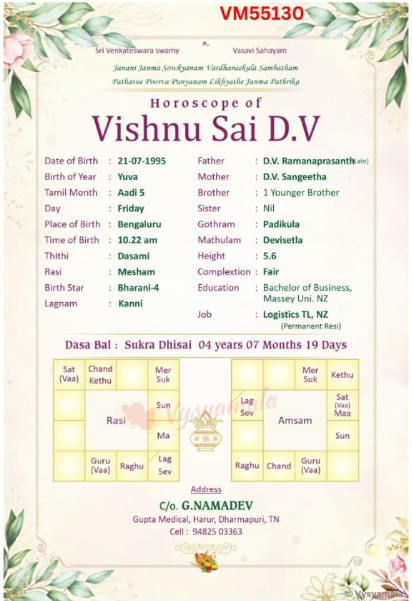 VM55130
Sri Venkateswara swamy Vasavi Sahayam
Janani Janma Sowkyanam Vardhaneekula Sambatham
Pathavee Poorva Punyanam Likhyathe Janma Pathrika
Horoscope of
Vishnu Sai D.V
Date of Birth : 21-07-1995 Father : D.V. Ramanaprasanth(Late)
Birth of Year : Yuva Mother : D.V. Sangeetha
Tamil Month : Aadi 5 Brother : 1 Younger Brother
Day : Friday Sister : Nil
Place of Birth : Bengaluru Gothram : Padikula
Time of Birth : 10.22 am Mathulam : Devisetla
Thithi : Dasami Height : 5.6
Rasi : Mesham Complextion : Fair
Birth Star : Bharani-4 Education : Bachelor of Business,
Massey Uni. NZ
Lagnam : Kanni
Job : Logistics TL, NZ
(Permanent Resi)
Dasa Bal : Sukra Dhisai 04 years 07 Months 19 Days
Sat (Vaa) Chand Kethu Mer Suk
Sun
Rasi
Ma
Guru (Vaa) Raghu Lag Sev
Mer Suk Kethu
Lag Sev Sat (Vaa) Maa
Amsam
Sun
Raghu Chand Guru (Vaa)
Vysyamala
Address
C/o. G.NAMADEV
Gupta Medical, Harur, Dharmapuri, TN
Cell : 94825 03363
© Vysyamala